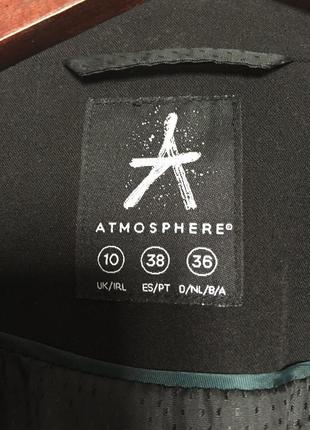 ATMOSPHERE®
10 38 36
UK/IRL ES/PT D/NL/B/A